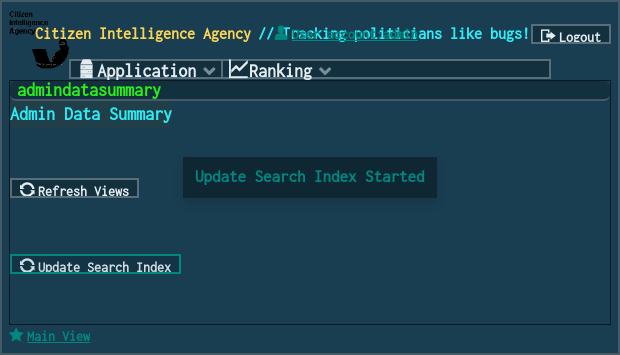 Citizen
Intelligence
Agency
Citizen Intelligence Agency // Tracking politicians like bugs!
Logout
Application
Ranking
admindatasummary
Admin Data Summary
Update Search Index Started
Refresh Views
Update Search Index
Main View